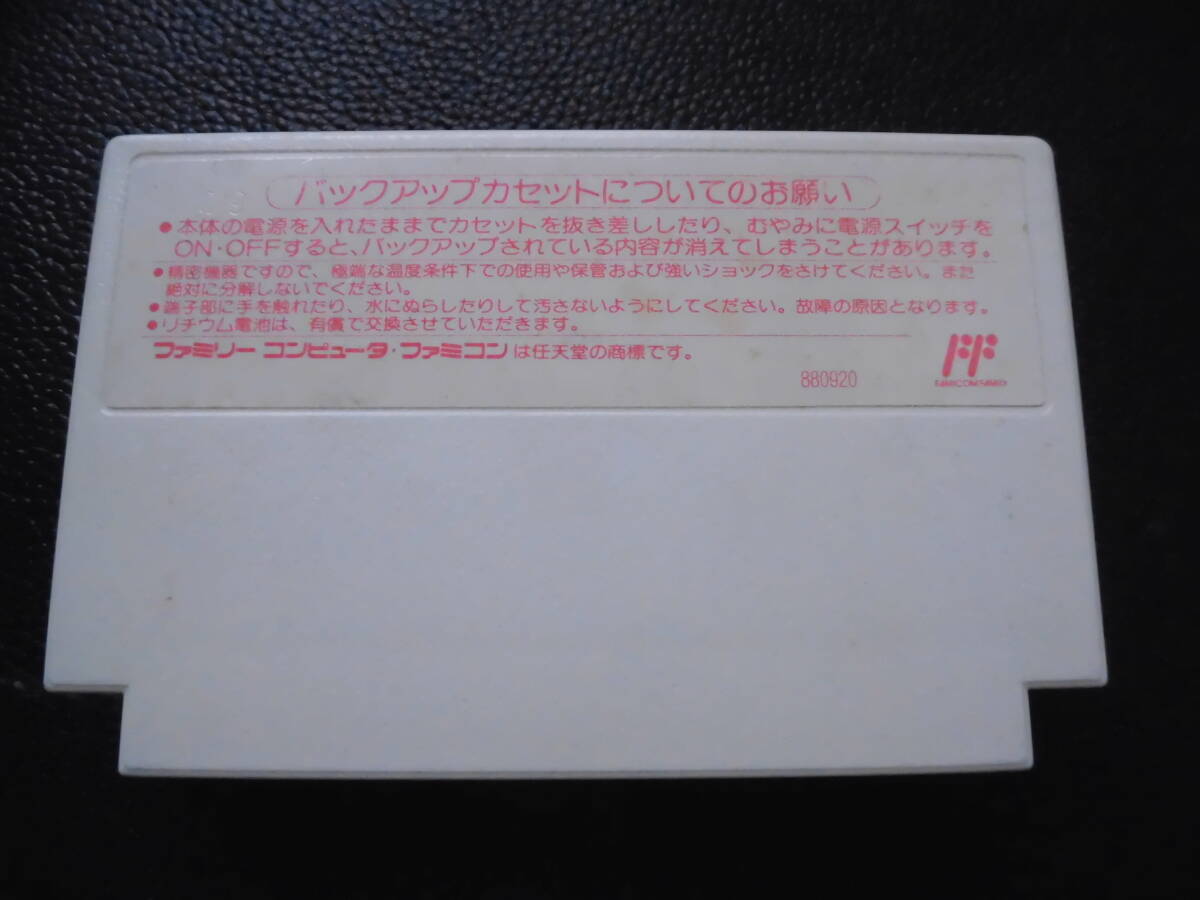 バックアップカセットについてのお願い
●本体の電源を入れたままでカセットを抜き差ししたり、むやみに電源スイッチを
ON・OFFすると、バックアップされている内容が消えてしまうことがあります。
●精密機器ですので、極端な温度条件下での使用や保管および強いショックをさけてください。また
絶対に分解しないでください。
●端子部に手を触れたり、水にぬらしたりして汚さないようにしてください。故障の原因となります。
●リチウム電池は、有償で交換させていただきます。
ファミリー コンピュータ・ファミコンは任天堂の商標です。
880920
FF
FAMICOM FAMILY